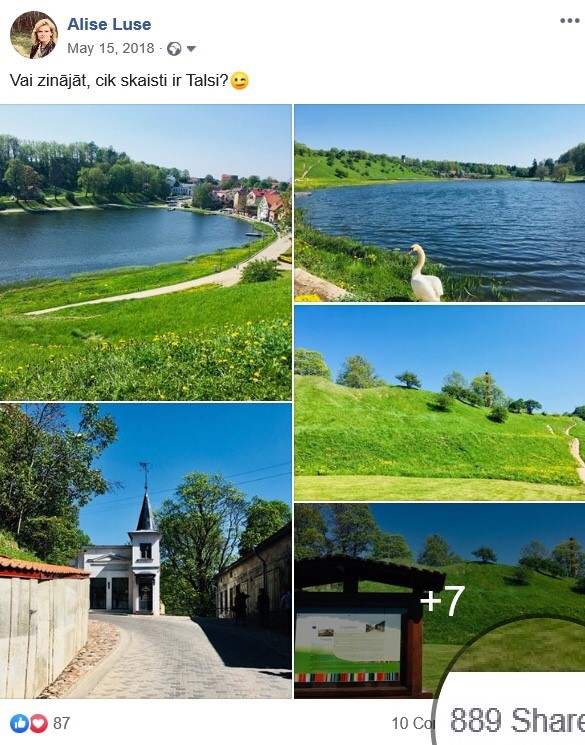 Alise Luse
May 15, 2018 ·
Vai zinājāt, cik skaisti ir Talsi?😉
+7
87
10 Co
889 Share